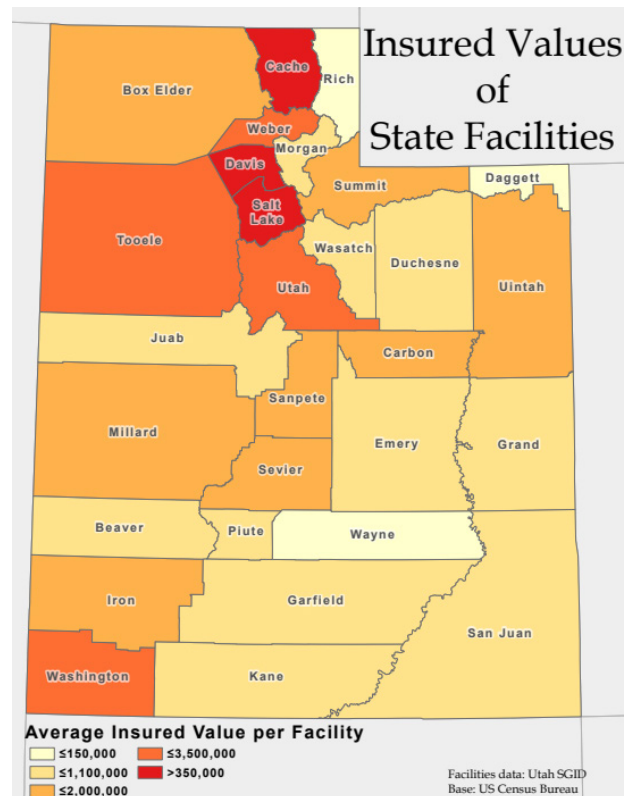 Insured Values
of
State Facilities
Cache
Rich
Box Elder
Weber
Morgan
Davis
Summit
Daggett
Salt
Lake
Tooele
Wasatch
Duchesne
Uintah
Utah
Juab
Carbon
Sanpete
Millard
Emery
Grand
Sevier
Beaver
Piute
Wayne
Iron
Garfield
San Juan
Washington
Kane
Average Insured Value per Facility
≤150,000
≤3,500,000
≤1,100,000
>350,000
≤2,000,000
Facilities data: Utah SGID
Base: US Census Bureau